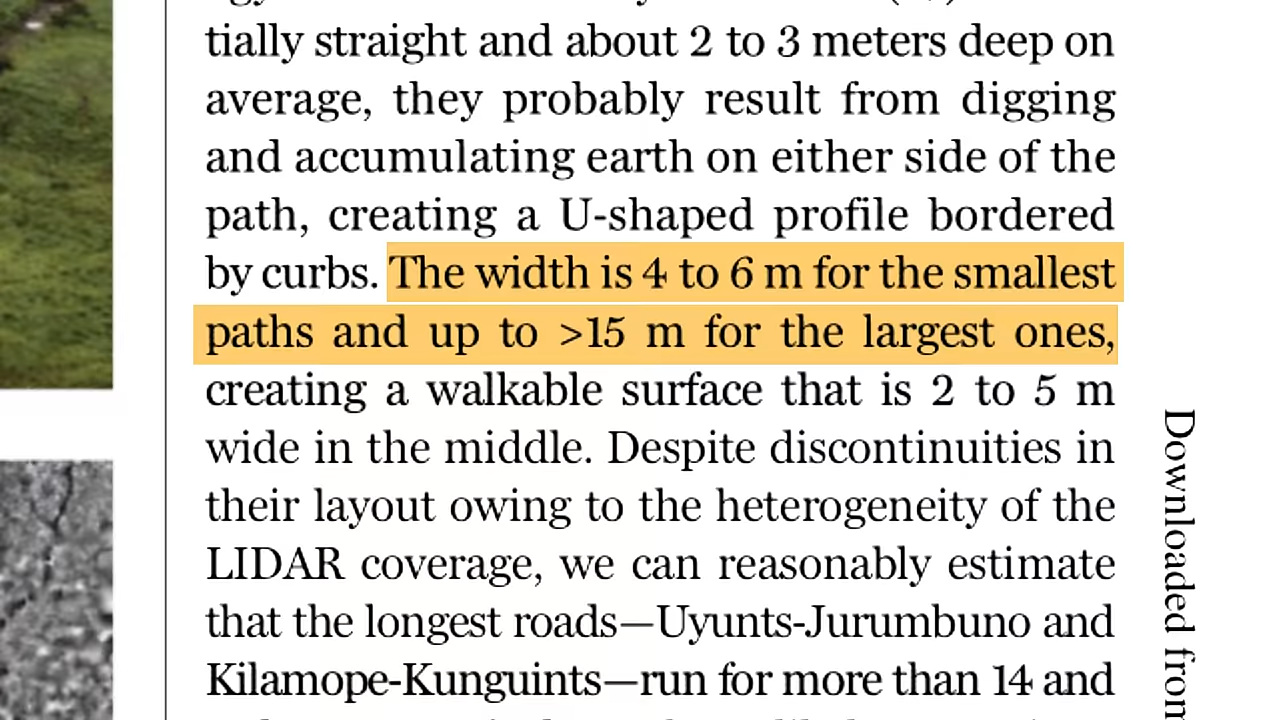 tially straight and about 2 to 3 meters deep on
average, they probably result from digging
and accumulating earth on either side of the
path, creating a U-shaped profile bordered
by curbs. The width is 4 to 6 m for the smallest
paths and up to >15 m for the largest ones,
creating a walkable surface that is 2 to 5 m
wide in the middle. Despite discontinuities in
their layout owing to the heterogeneity of the
LIDAR coverage, we can reasonably estimate
that the longest roads—Uyunts-Jurumbuno and
Kilamope-Kunguints—run for more than 14 and
Downloaded from